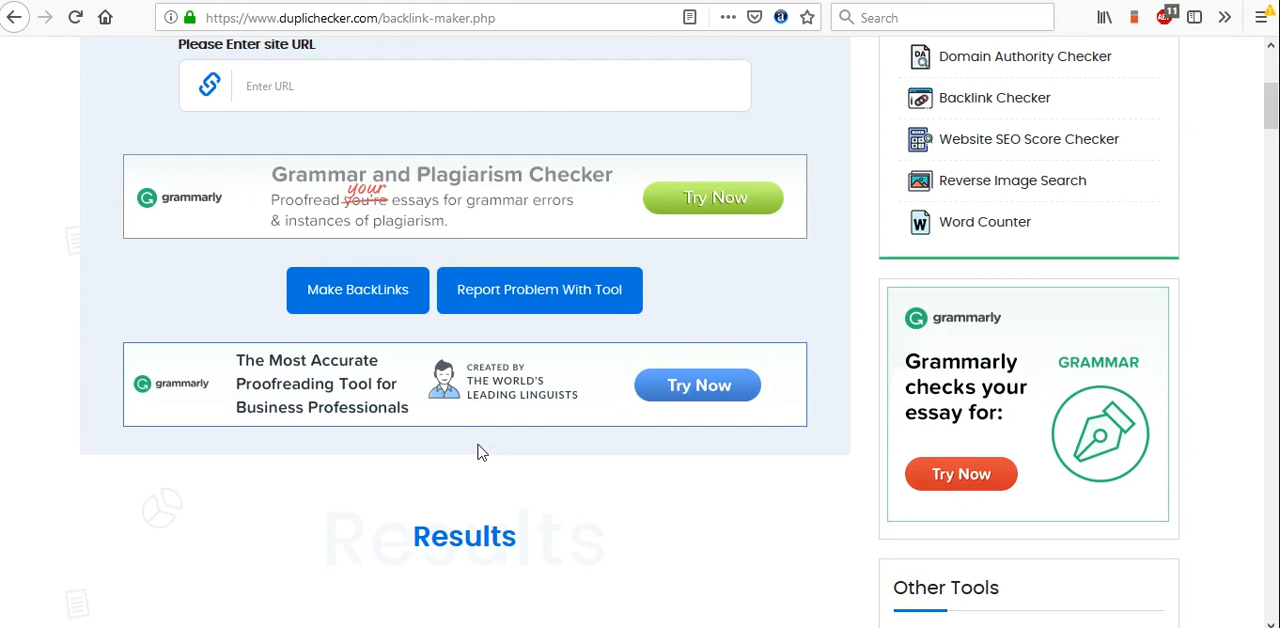 https://www.duplichecker.com/backlink-maker.php
Search
11
Please Enter site URL
Enter URL
grammarly
Grammar and Plagiarism Checker
your
Proofread you're essays for grammar errors
& instances of plagiarism.
Try Now
Make BackLinks
Report Problem With Tool
grammarly
The Most Accurate
Proofreading Tool for
Business Professionals
CREATED BY
THE WORLD'S
LEADING LINGUISTS
Try Now
Results
Results
DA
Domain Authority Checker
Backlink Checker
Website SEO Score Checker
Reverse Image Search
W
Word Counter
grammarly
Grammarly
checks your
essay for:
GRAMMAR
Try Now
Other Tools